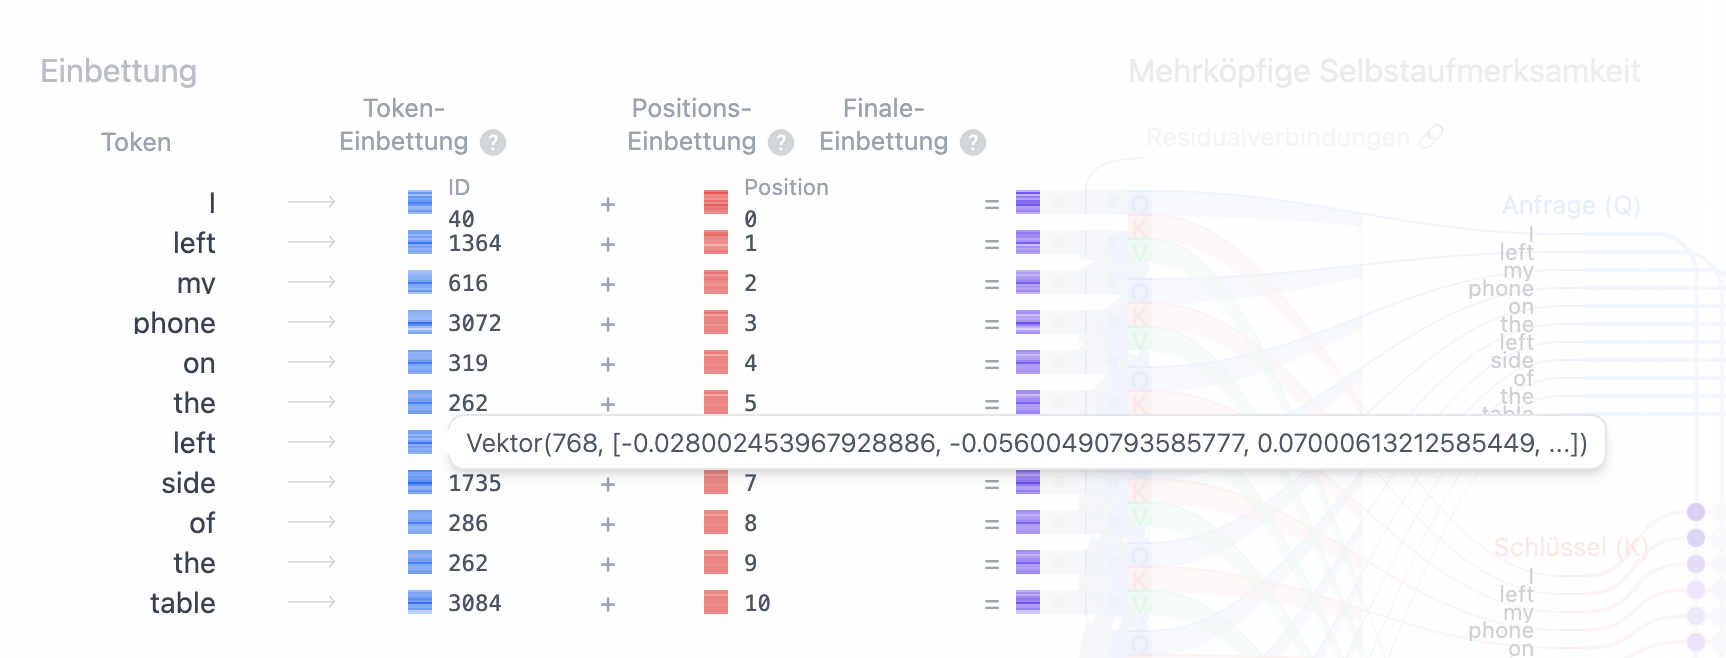 Einbettung
Mehrköpfige Selbstaufmerksamkeit
Token
Token-
Einbettung ?
Positions-
Einbettung ?
Finale-
Einbettung ?
Residualverbindungen
ID
Position
I 40 + 0 =
left 1364 + 1 =
my 616 + 2 =
phone 3072 + 3 =
on 319 + 4 =
the 262 + 5 =
left Vektor(768, [-0.028002453967928886, -0.05600490793585777, 0.07000613212585449, ...])
side 1735 + 7 =
of 286 + 8 =
the 262 + 9 =
table 3084 + 10 =
Q
K
V
Q
K
V
Q
K
K
V
Q
K
V
Q
Anfrage (Q)
I
left
my
phone
on
the
left
side
of
the
table
Schlüssel (K)
I
left
my
phone
on